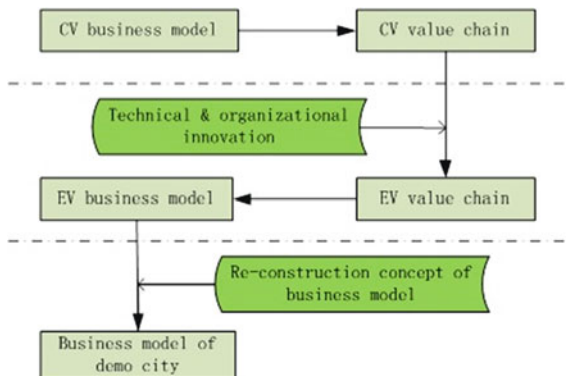 CV business model
CV value chain
Technical & organizational
innovation
EV business model
EV value chain
Re-construction concept of
business model
Business model of
demo city